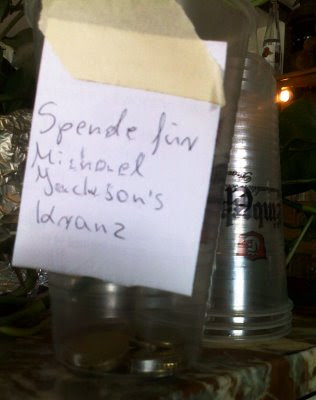 Spende für
Michael
Jackson's
Kranz